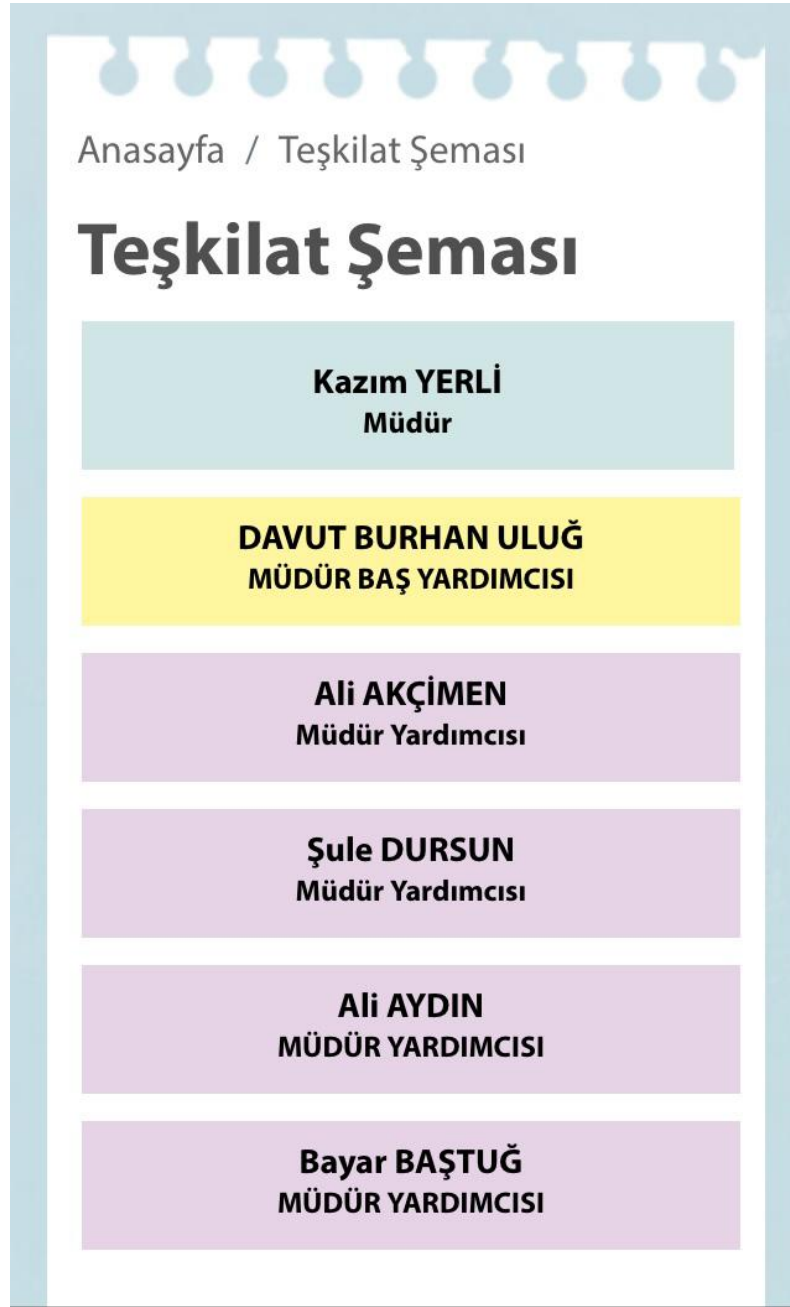 Anasayfa / Teşkilat Şeması
Teşkilat Şeması
Kazım YERLİ
Müdür
DAVUT BURHAN ULUĞ
MÜDÜR BAŞ YARDIMCISI
Ali AKÇİMEN
Müdür Yardımcısı
Şule DURSUN
Müdür Yardımcısı
Ali AYDIN
MÜDÜR YARDIMCISI
Bayar BAŞTUĞ
MÜDÜR YARDIMCISI